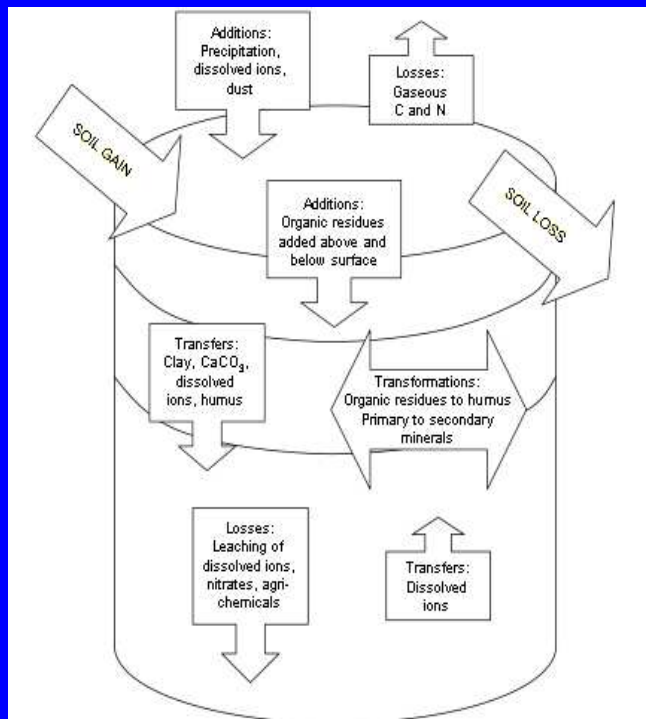 Additions:
Precipitation,
dissolved ions,
dust
Losses:
Gaseous
C and N
SOIL GAIN
SOIL LOSS
Additions:
Organic residues
added above and
below surface
Transfers:
Clay, CaCO₃,
dissolved
ions, humus
Transformations:
Organic residues to humus
Primary to secondary
minerals
Losses:
Leaching of
dissolved ions,
nitrates, agri-
chemicals
Transfers:
Dissolved
ions